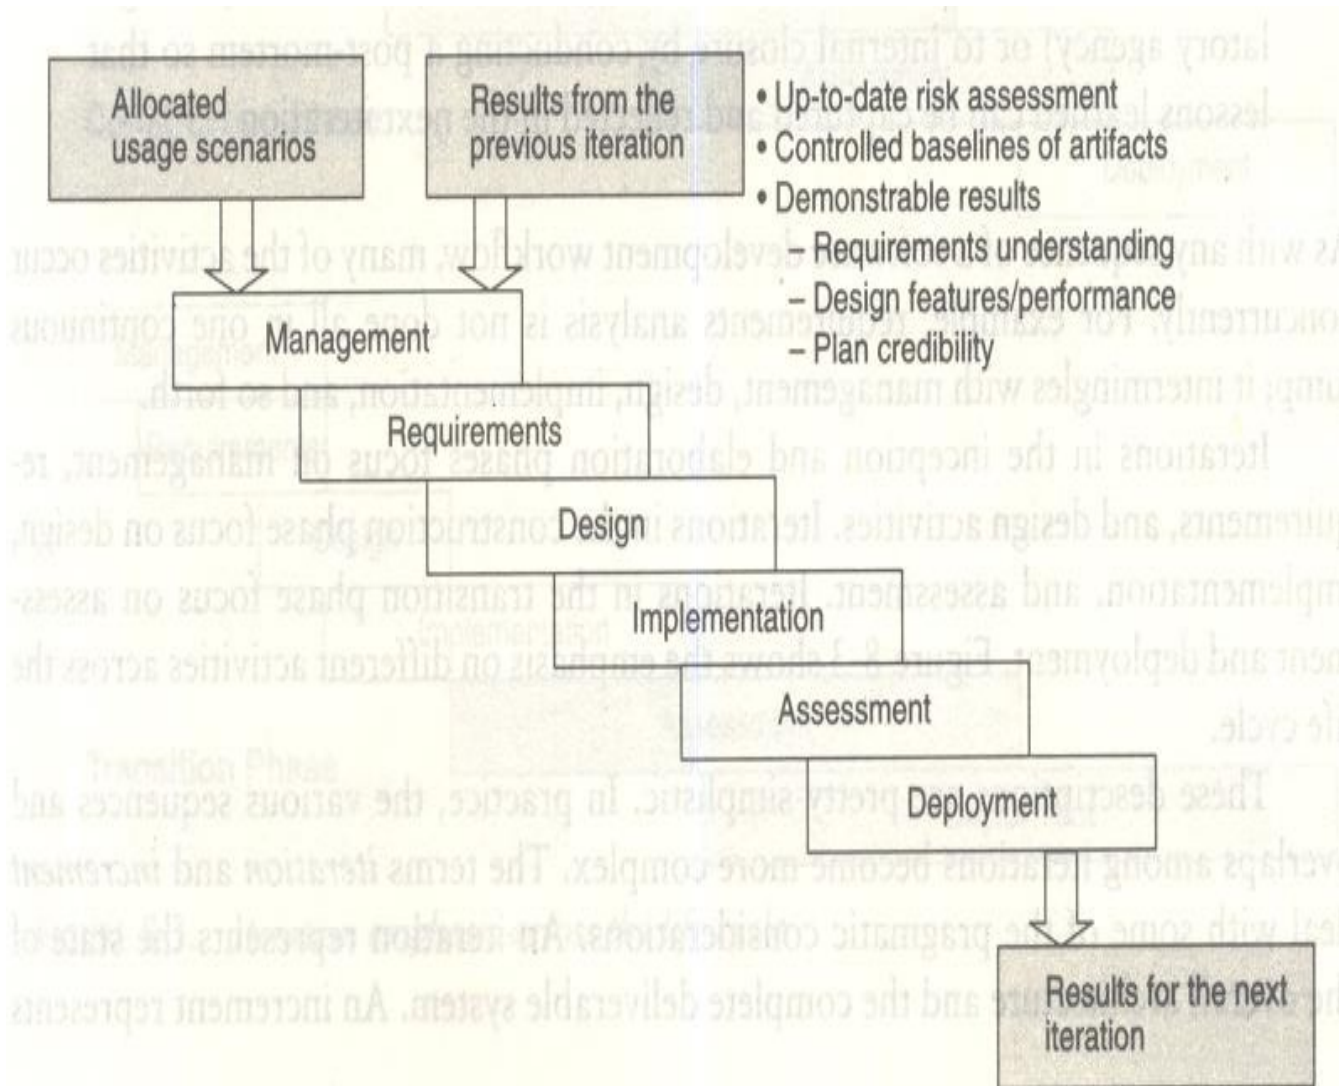 Allocated
usage scenarios
Results from the
previous iteration
• Up-to-date risk assessment
• Controlled baselines of artifacts
• Demonstrable results
– Requirements understanding
– Design features/performance
– Plan credibility
Management
Requirements
Design
Implementation
Assessment
Deployment
Results for the next
iteration